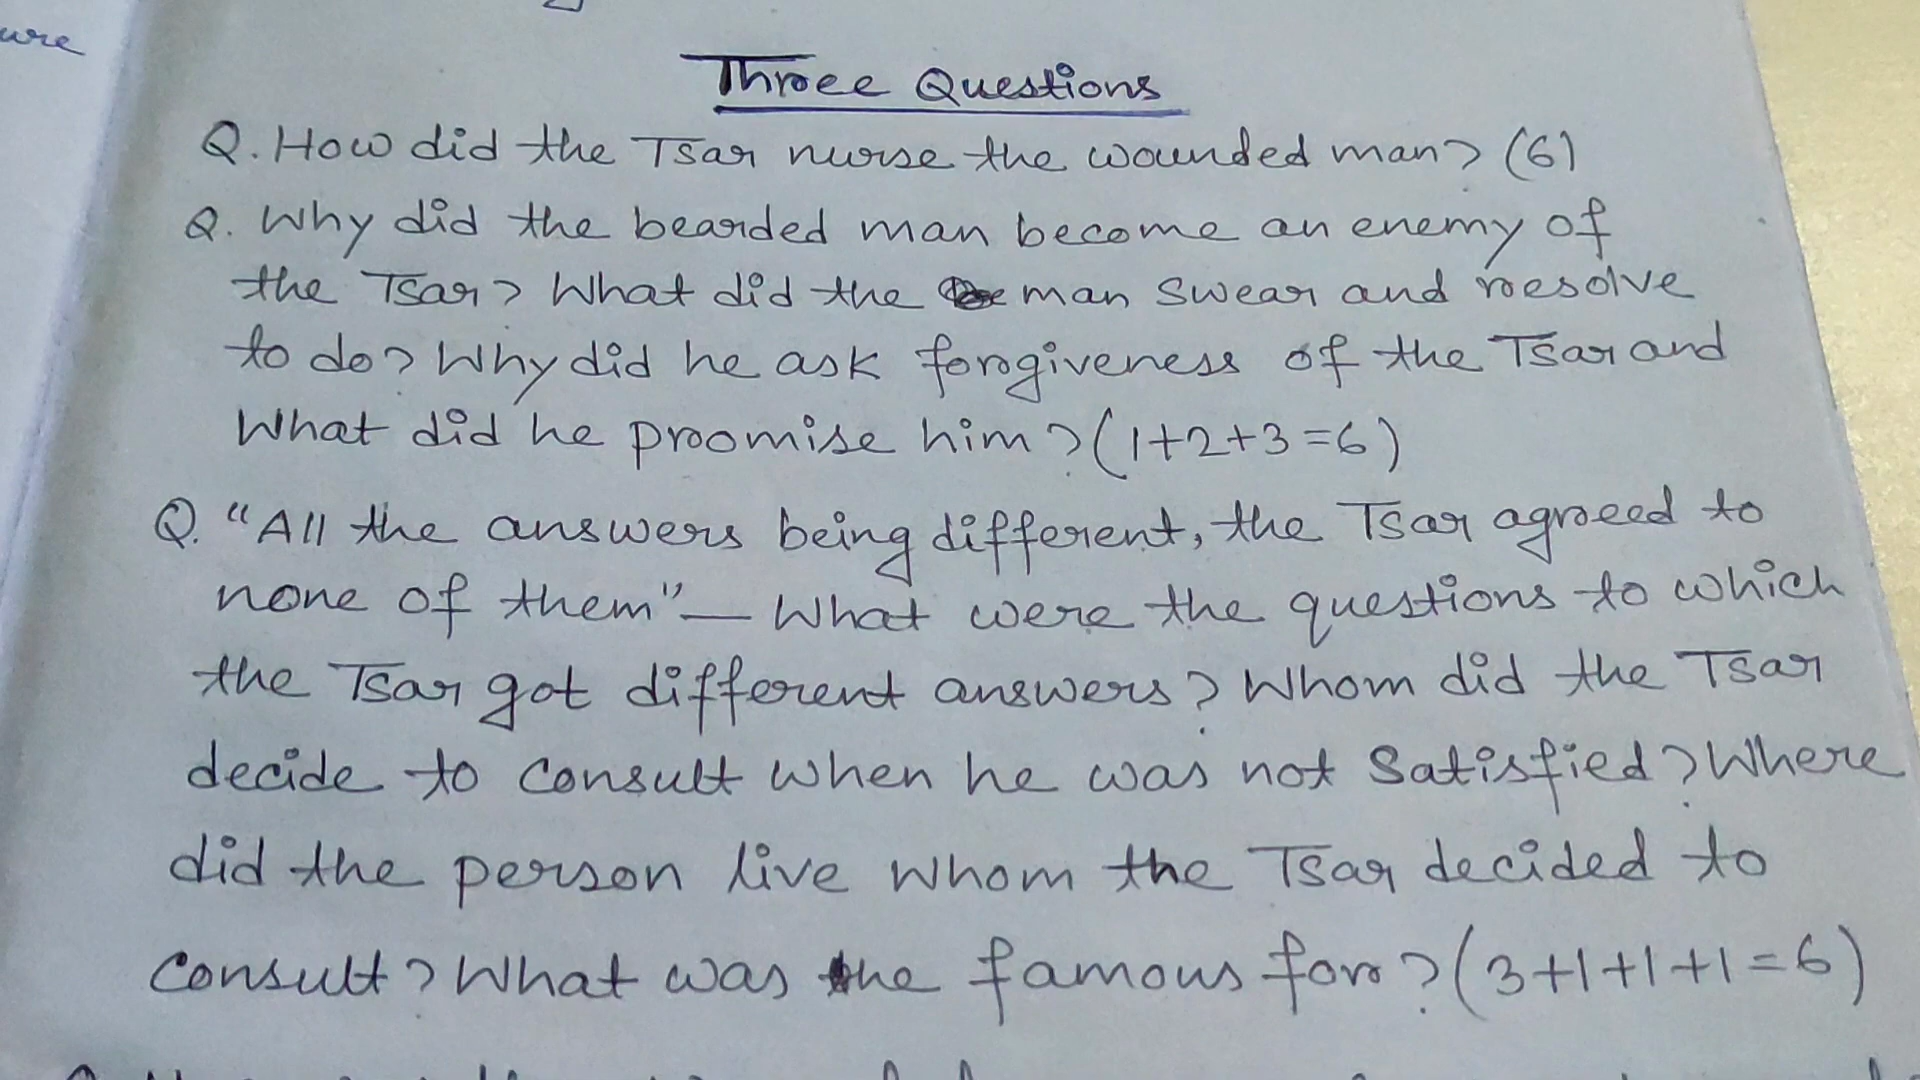 ure
Three Questions
Q. How did the Tsar nurse the wounded man? (6)
Q. Why did the bearded man become an enemy of
the Tsar? What did the man swear and resolve
to do? Why did he ask forgiveness of the Tsar and
What did he promise him? (1+2+3=6)
Q. "All the answers being different, the Tsar agreed to
none of them" — What were the questions to which
the Tsar got different answers? Whom did the Tsar
decide to consult when he was not satisfied? Where
did the person live whom the Tsar decided to
consult? What was he famous for? (3+1+1+1=6)